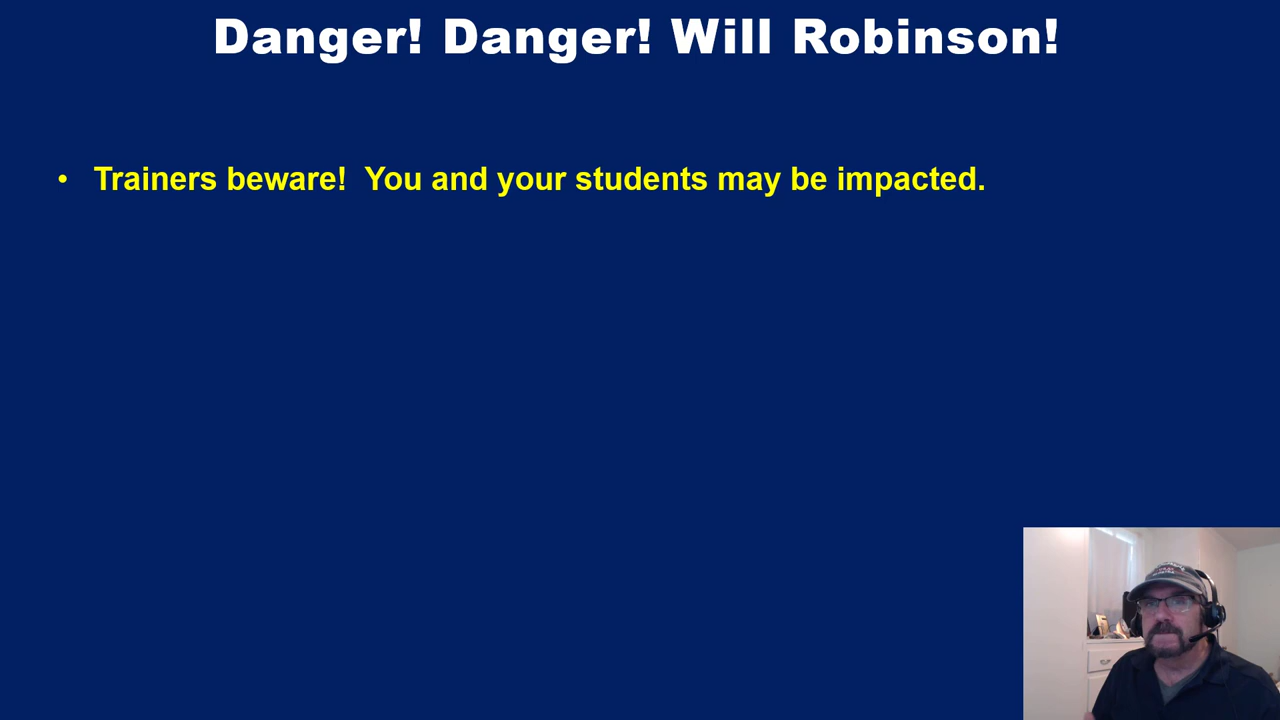 Danger! Danger! Will Robinson!
• Trainers beware!  You and your students may be impacted.